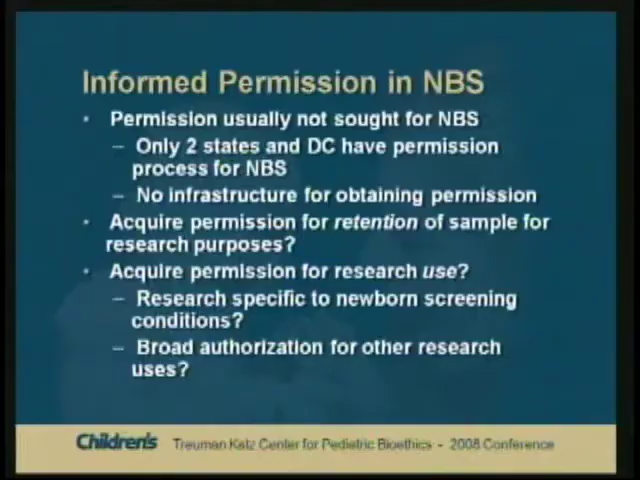 Informed Permission in NBS
• Permission usually not sought for NBS
– Only 2 states and DC have permission
process for NBS
– No infrastructure for obtaining permission
• Acquire permission for retention of sample for
research purposes?
• Acquire permission for research use?
– Research specific to newborn screening
conditions?
– Broad authorization for other research
uses?
Children's Treuman Katz Center for Pediatric Bioethics - 2008 Conference